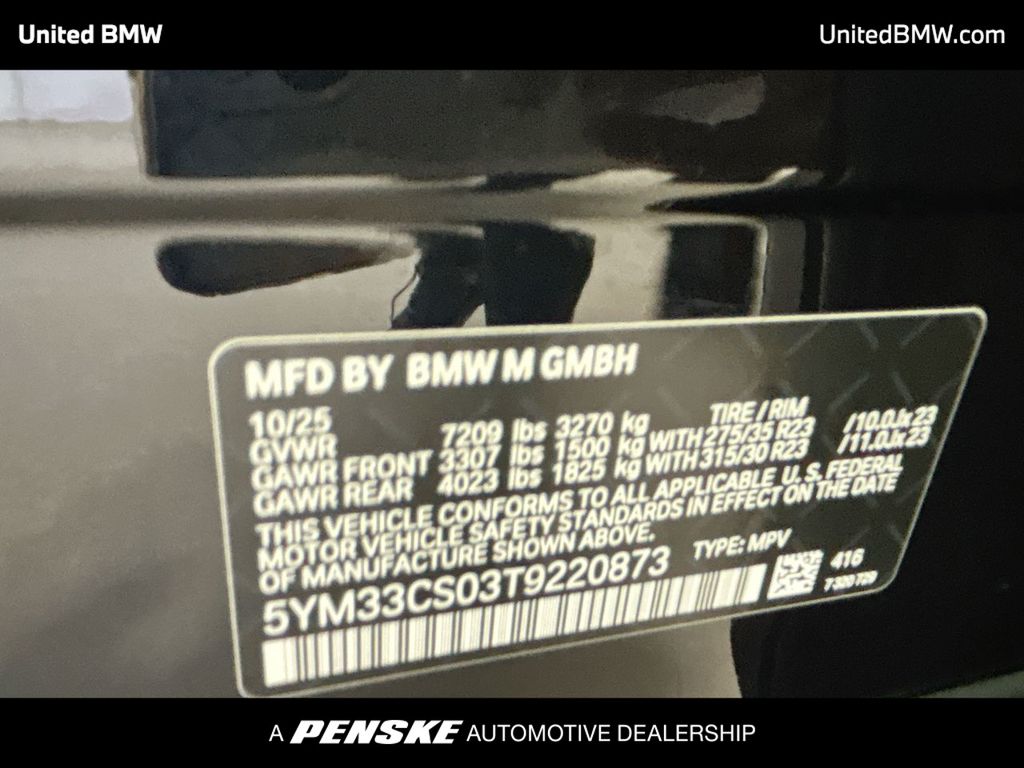 United BMW UnitedBMW.com
MFD BY BMW M GMBH
10/25 TIRE / RIM
GVWR 7209 lbs 3270 kg
GAWR FRONT 3307 lbs 1500 kg WITH 275/35 R23 /10.0Jx23
GAWR REAR 4023 lbs 1825 kg WITH 315/30 R23 /11.0Jx23
THIS VEHICLE CONFORMS TO ALL APPLICABLE U.S. FEDERAL
MOTOR VEHICLE SAFETY STANDARDS IN EFFECT ON THE DATE
OF MANUFACTURE SHOWN ABOVE.
5YM33CS03T9220873 TYPE: MPV
416
7320729
A PENSKE AUTOMOTIVE DEALERSHIP